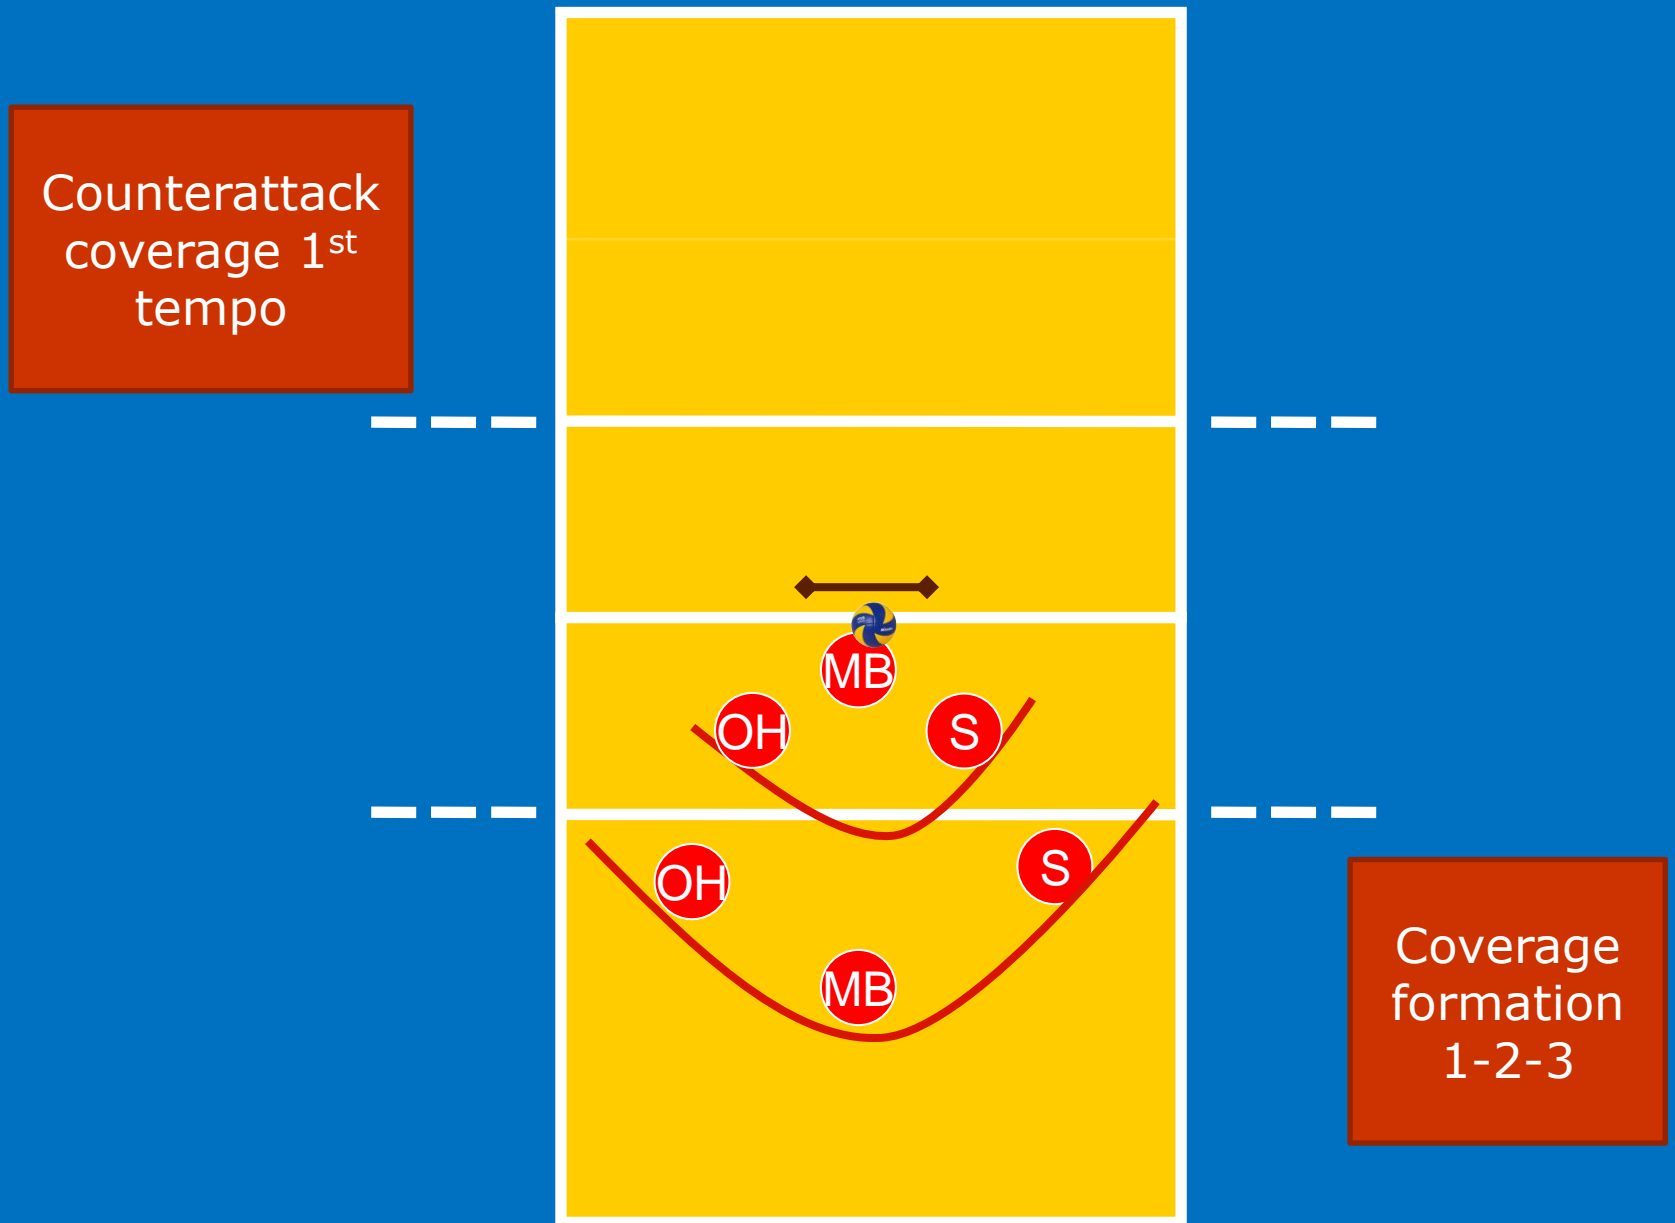 Counterattack
coverage 1st
tempo
MB
OH
S
OH
S
MB
Coverage
formation
1-2-3